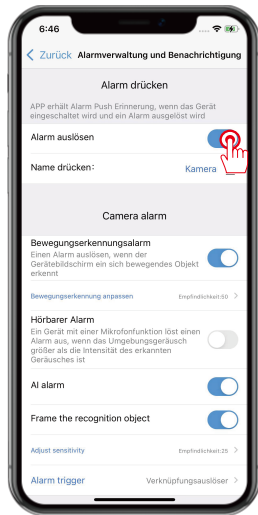 6:46
Zurück Alarmverwaltung und Benachrichtigung
Alarm drücken
APP erhält Alarm Push Erinnerung, wenn das Gerät
eingeschaltet wird und ein Alarm ausgelöst wird
Alarm auslösen
Name drücken: Kamera
Camera alarm
Bewegungserkennungsalarm
Einen Alarm auslösen, wenn der
Gerätebildschirm ein sich bewegendes Objekt
erkennt
Bewegungserkennung anpassen Empfindlichkeit:50
Hörbarer Alarm
Ein Gerät mit einer Mikrofonfunktion löst einen
Alarm aus, wenn das Umgebungsgeräusch
größer als die Intensität des erkannten
Geräusches ist
AI alarm
Frame the recognition object
Adjust sensitivity Empfindlichkeit:25
Alarm trigger Verknüpfungsauslöser